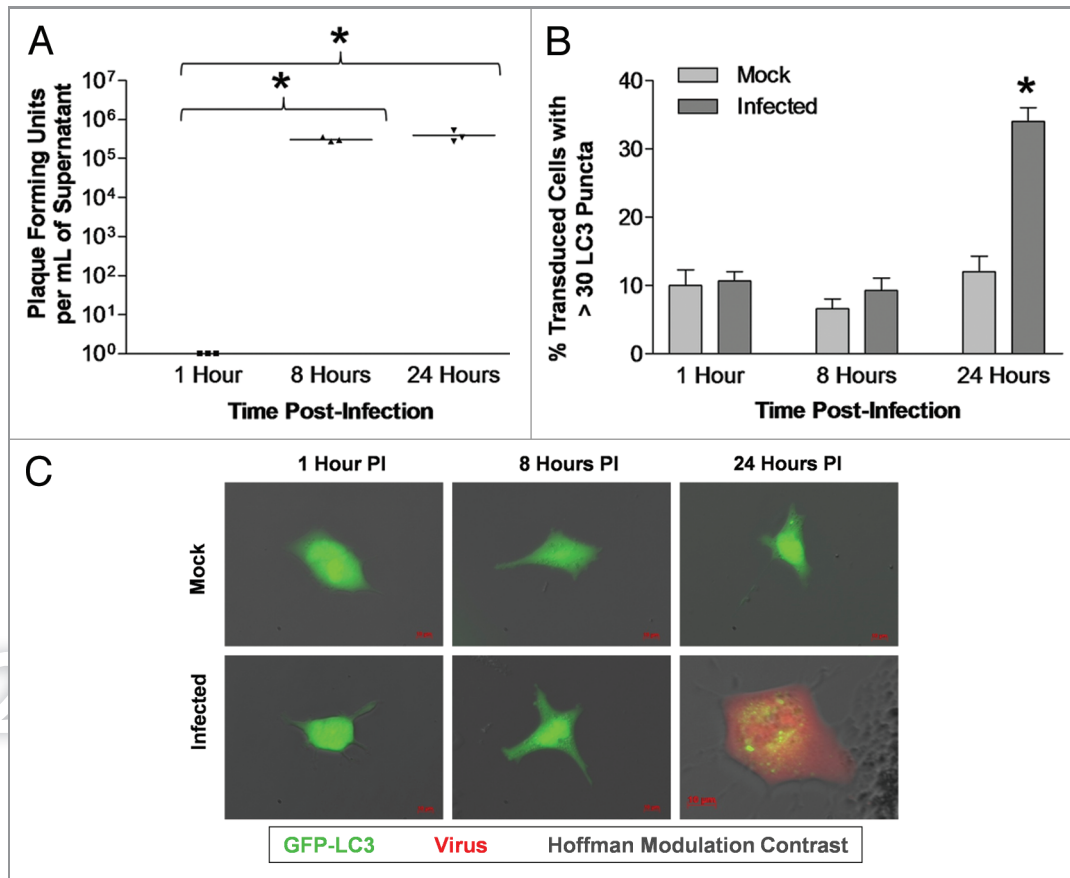 A
*
*
10⁷
10⁶
10⁵
10⁴
10³
10²
10¹
10⁰
Plaque Forming Units
per mL of Supernatant
1 Hour
8 Hours
24 Hours
Time Post-Infection
B
Mock
Infected
*
40
30
20
10
0
% Transduced Cells with
> 30 LC3 Puncta
1 Hour
8 Hours
24 Hours
Time Post-Infection
C
1 Hour PI
8 Hours PI
24 Hours PI
Mock
Infected
GFP-LC3
Virus
Hoffman Modulation Contrast